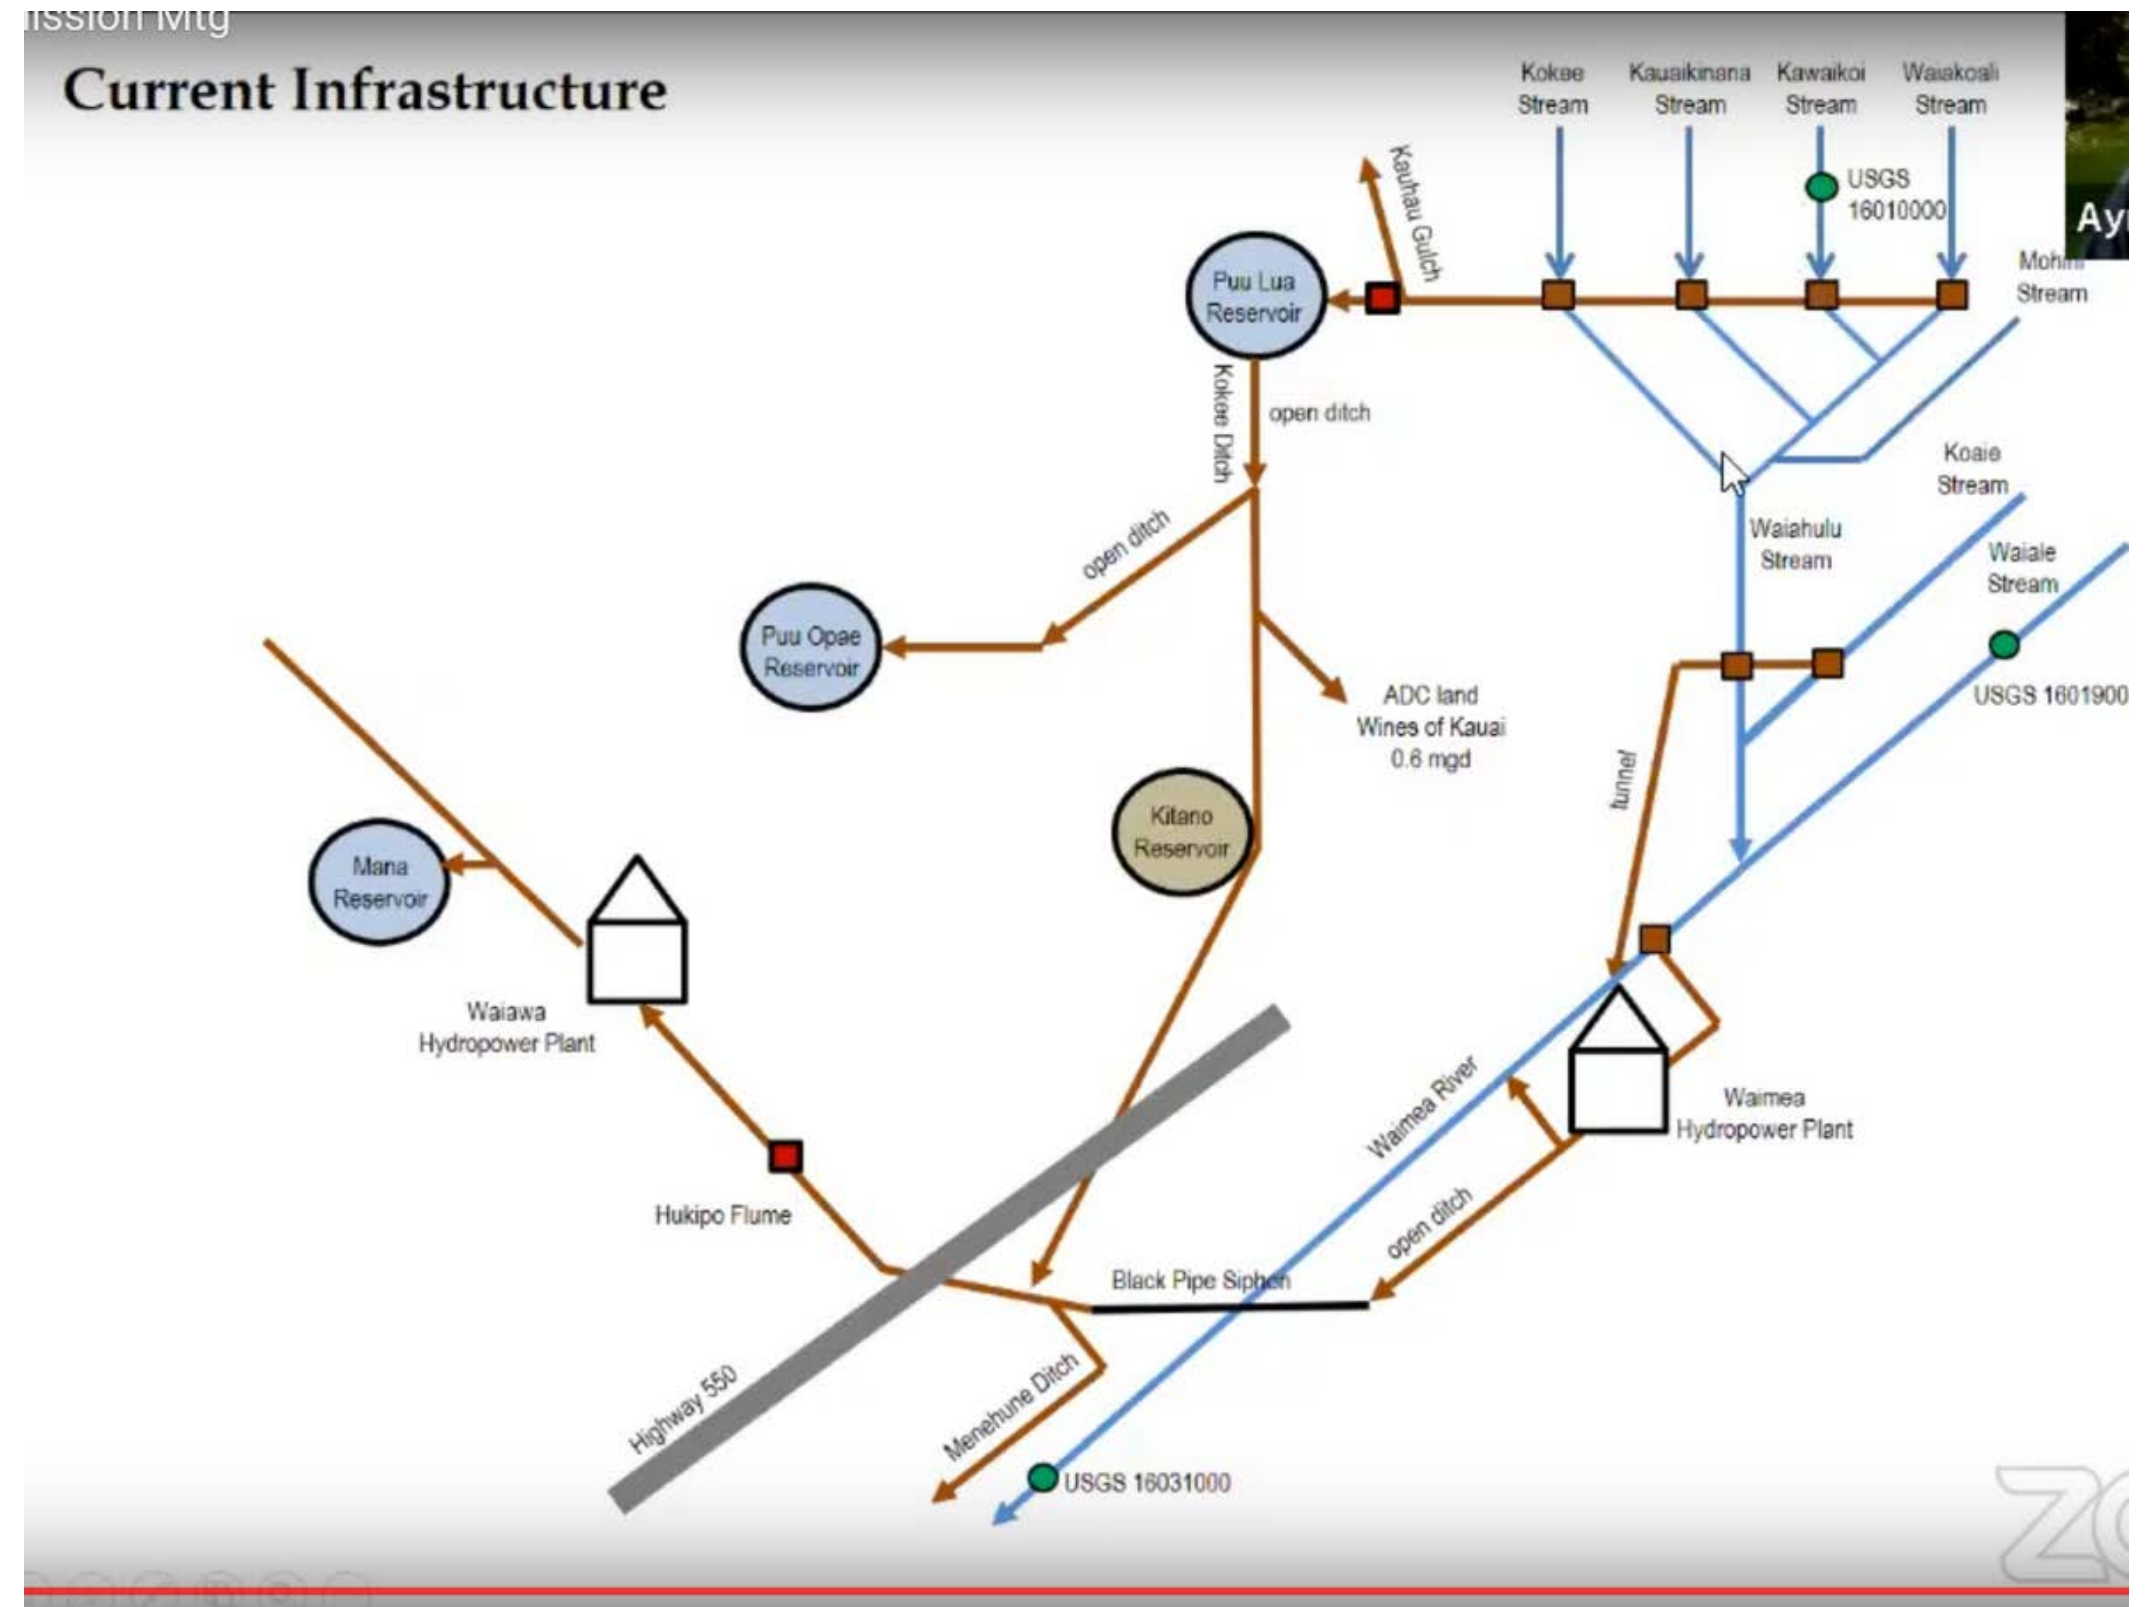 Current Infrastructure
Kokee
Stream
Kauaikinana
Stream
Kawaikoi
Stream
Waiakoali
Stream
USGS
16010000
Kauhau Gulch
Stream
Puu Lua
Reservoir
Kokee Ditch
open ditch
Koaie
Stream
Waiahulu
Stream
Waiale
Stream
open ditch
Puu Opae
Reservoir
USGS 1601900
ADC land
Wines of Kauai
0.6 mgd
tunnel
Kitano
Reservoir
Mana
Reservoir
Waiawa
Hydropower Plant
Waimea River
Waimea
Hydropower Plant
Hukipo Flume
open ditch
Black Pipe Siphon
Highway 550
Menehune Ditch
USGS 16031000